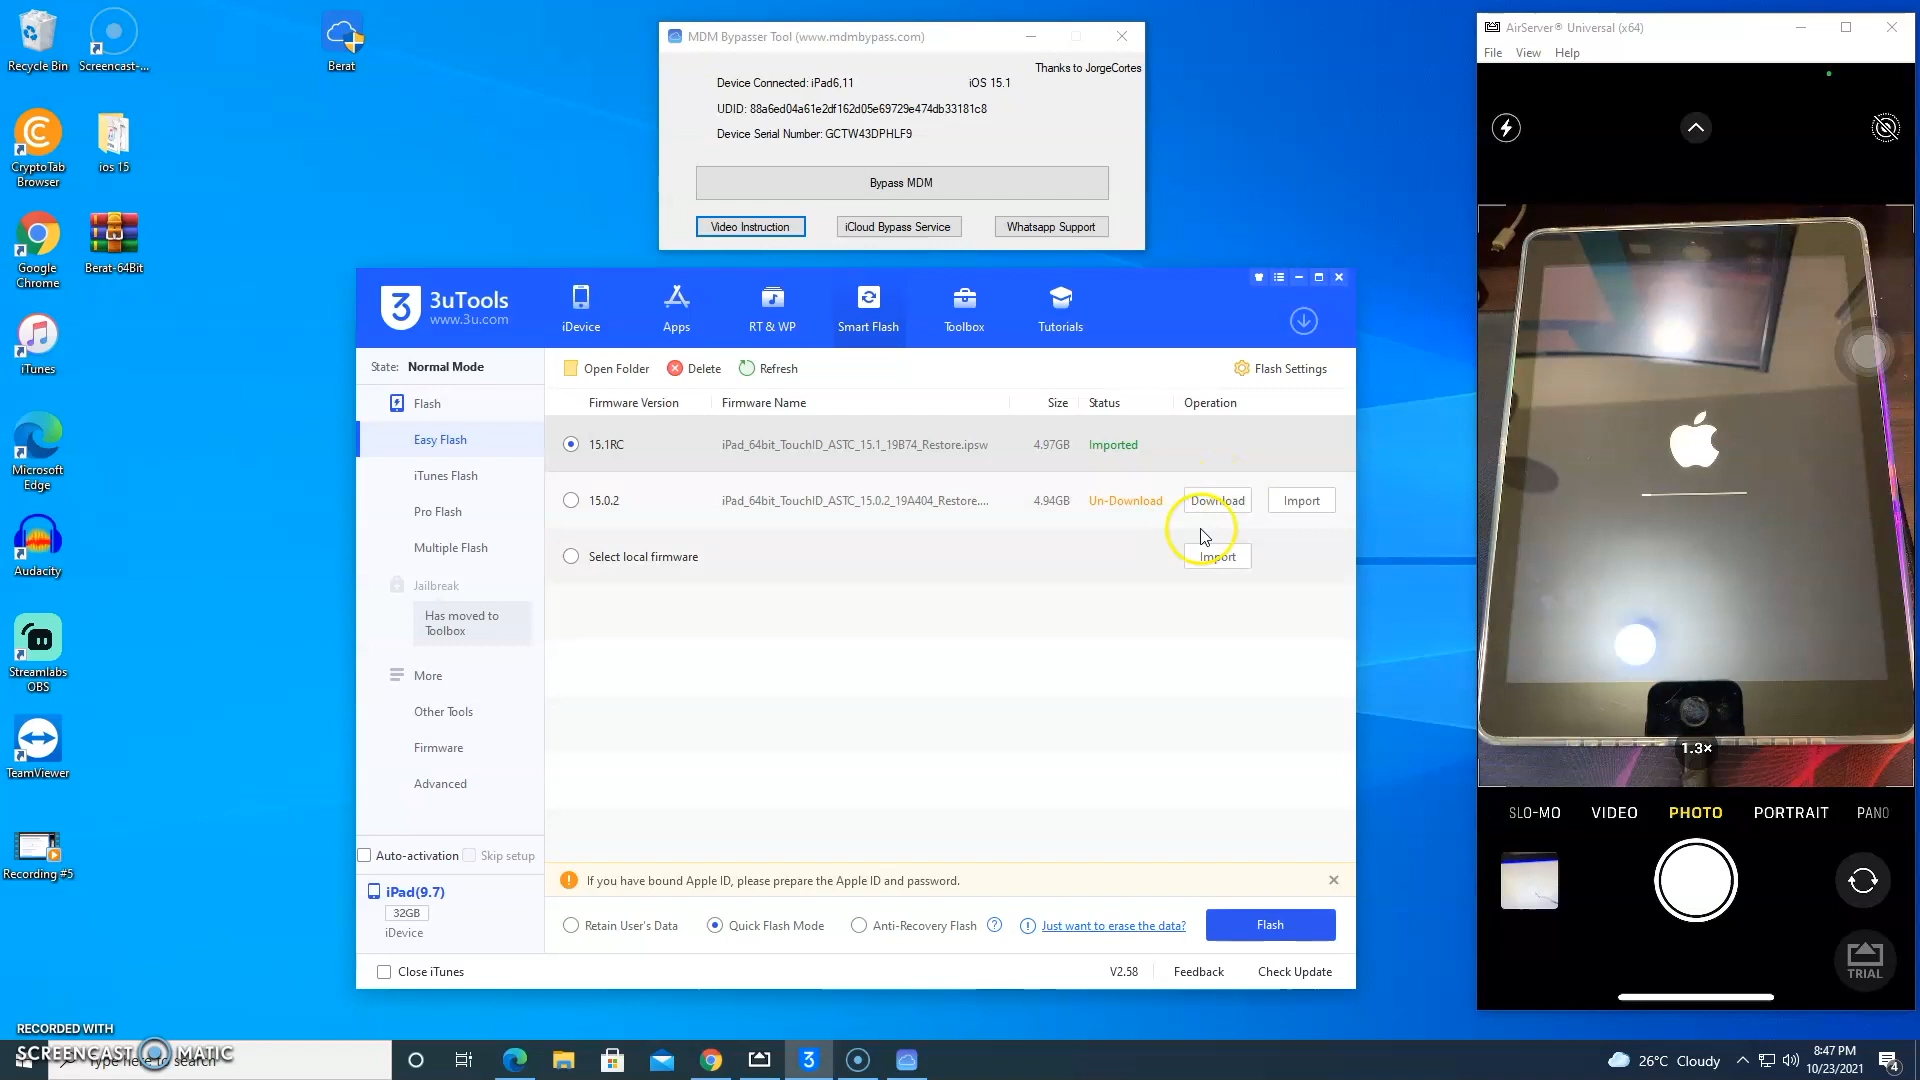 Recycle Bin
Screencast-...
Berat
CryptoTab
Browser
ios 15
Google
Chrome
Berat-64Bit
iTunes
Microsoft
Edge
Audacity
Streamlabs
OBS
TeamViewer
Recording #5
MDM Bypasser Tool (www.mdmbypass.com)
Thanks to JorgeCortes
Device Connected: iPad6,11
iOS 15.1
UDID: 88a6ed04a61e2df162d05e69729e474db33181c8
Device Serial Number: GCTW43DPHLF9
Bypass MDM
Video Instruction
iCloud Bypass Service
Whatsapp Support
3
3uTools
www.3u.com
iDevice
Apps
RT & WP
Smart Flash
Toolbox
Tutorials
State: Normal Mode
Open Folder
Delete
Refresh
Flash Settings
Flash
Easy Flash
iTunes Flash
Pro Flash
Multiple Flash
Jailbreak
Has moved to
Toolbox
More
Other Tools
Firmware
Advanced
Firmware Version
Firmware Name
Size
Status
Operation
15.1RC
iPad_64bit_TouchID_ASTC_15.1_19B74_Restore.ipsw
4.97GB
Imported
15.0.2
iPad_64bit_TouchID_ASTC_15.0.2_19A404_Restore....
4.94GB
Un-Download
Download
Import
Select local firmware
Import
Auto-activation
Skip setup
iPad(9.7)
32GB
iDevice
If you have bound Apple ID, please prepare the Apple ID and password.
Retain User's Data
Quick Flash Mode
Anti-Recovery Flash
Just want to erase the data?
Flash
Close iTunes
V2.58
Feedback
Check Update
AirServer® Universal (x64)
File
View
Help
1.3×
SLO-MO
VIDEO
PHOTO
PORTRAIT
PANO
TRIAL
RECORDED WITH
SCREENCAST MATIC
Type here to search
3
26°C Cloudy
8:47 PM
10/23/2021
4